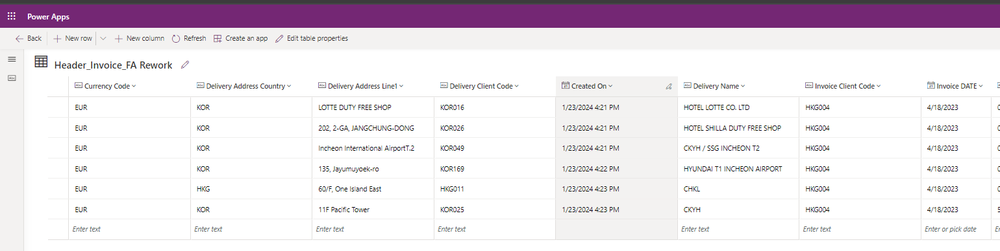 Power Apps
Back New row New column Refresh Create an app Edit table properties
Header_Invoice_FA Rework
Abc Currency Code Abc Delivery Address Country Abc Delivery Address Line1 Abc Delivery Client Code 21 Created On Abc Delivery Name Abc Invoice Client Code 21 Invoice DATE
EUR KOR LOTTE DUTY FREE SHOP KOR016 1/23/2024 4:21 PM HOTEL LOTTE CO. LTD HKG004 4/18/2023
EUR KOR 202, 2-GA, JANGCHUNG-DONG KOR026 1/23/2024 4:21 PM HOTEL SHILLA DUTY FREE SHOP HKG004 4/18/2023
EUR KOR Incheon International AirportT.2 KOR049 1/23/2024 4:21 PM CKYH / SSG INCHEON T2 HKG004 4/18/2023
EUR KOR 135, Jayumuyoek-ro KOR169 1/23/2024 4:22 PM HYUNDAI T1 INCHEON AIRPORT HKG004 4/18/2023
EUR HKG 60/F, One Island East HKG011 1/23/2024 4:23 PM CHKL HKG004 4/18/2023
EUR KOR 11F Pacific Tower KOR025 1/23/2024 4:23 PM CKYH HKG004 4/18/2023
Enter text Enter text Enter text Enter text Enter text Enter text Enter or pick date